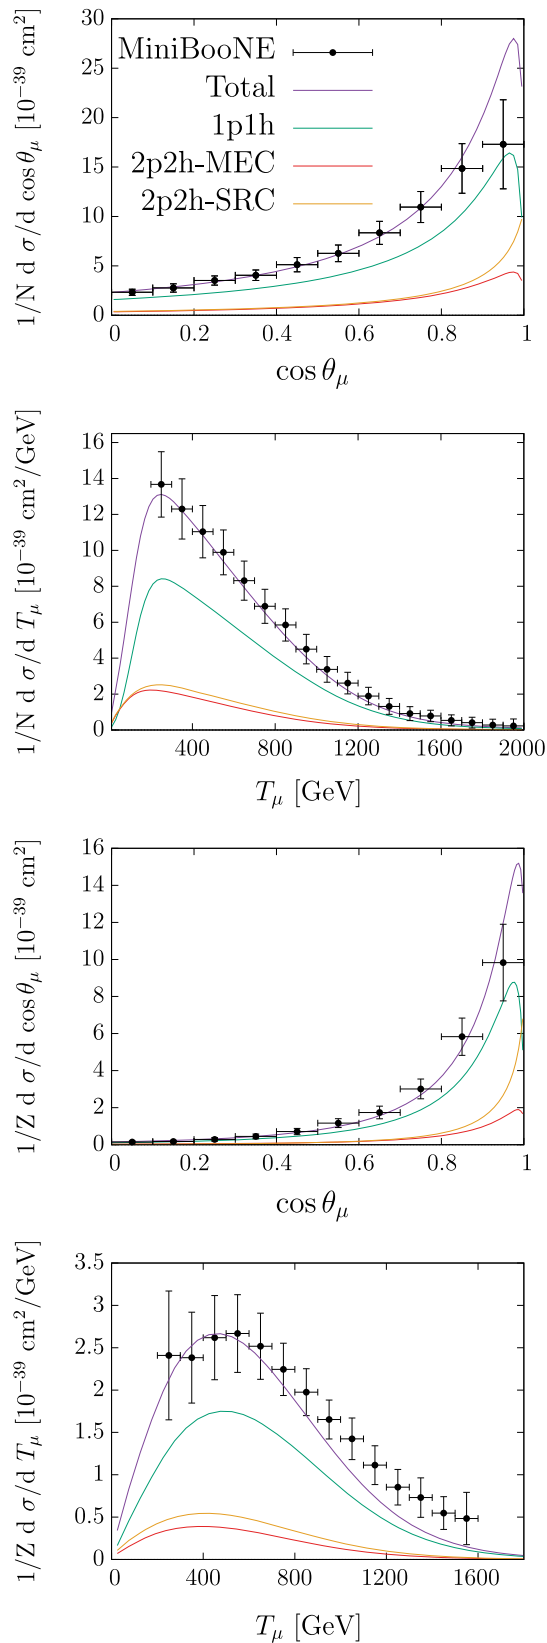 1/N d σ/d cos θμ [10⁻³⁹ cm²]
30
25
20
15
10
5
0
MiniBooNE
Total
1p1h
2p2h-MEC
2p2h-SRC
0 0.2 0.4 0.6 0.8 1
cos θμ
1/N d σ/d Tμ [10⁻³⁹ cm²/GeV]
16
14
12
10
8
6
4
2
0
400 800 1200 1600 2000
Tμ [GeV]
1/Z d σ/d cos θμ [10⁻³⁹ cm²]
16
14
12
10
8
6
4
2
0
0 0.2 0.4 0.6 0.8 1
cos θμ
1/Z d σ/d Tμ [10⁻³⁹ cm²/GeV]
3.5
3
2.5
2
1.5
1
0.5
0
0 400 800 1200 1600
Tμ [GeV]